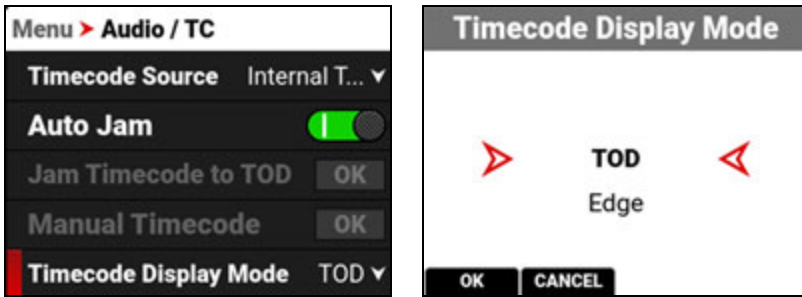 Menu > Audio / TC
Timecode Source Internal T...
Auto Jam
Jam Timecode to TOD OK
Manual Timecode OK
Timecode Display Mode TOD
Timecode Display Mode
TOD
Edge
OK CANCEL